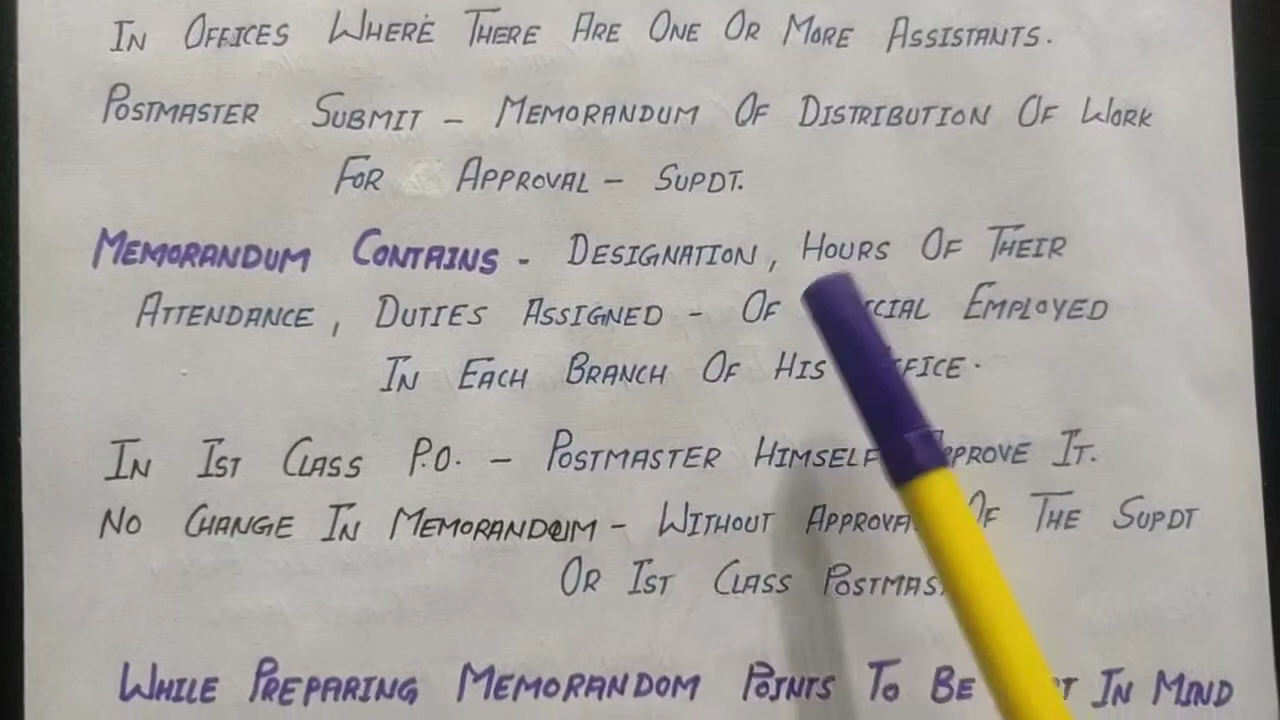 IN OFFICES WHERE THERE ARE ONE OR MORE ASSISTANTS.
POSTMASTER SUBMIT - MEMORANDUM OF DISTRIBUTION OF WORK
FOR APPROVAL - SUPDT.
MEMORANDUM CONTAINS - DESIGNATION, HOURS OF THEIR
ATTENDANCE, DUTIES ASSIGNED - OF EMPLOYED
IN EACH BRANCH OF HIS
IN IST CLASS P.O. - POSTMASTER HIMSELF IT.
NO CHANGE IN MEMORANDUM - WITHOUT THE SUPDT
OR IST CLASS
WHILE PREPARING MEMORANDOM POINTS TO BE IN MIND